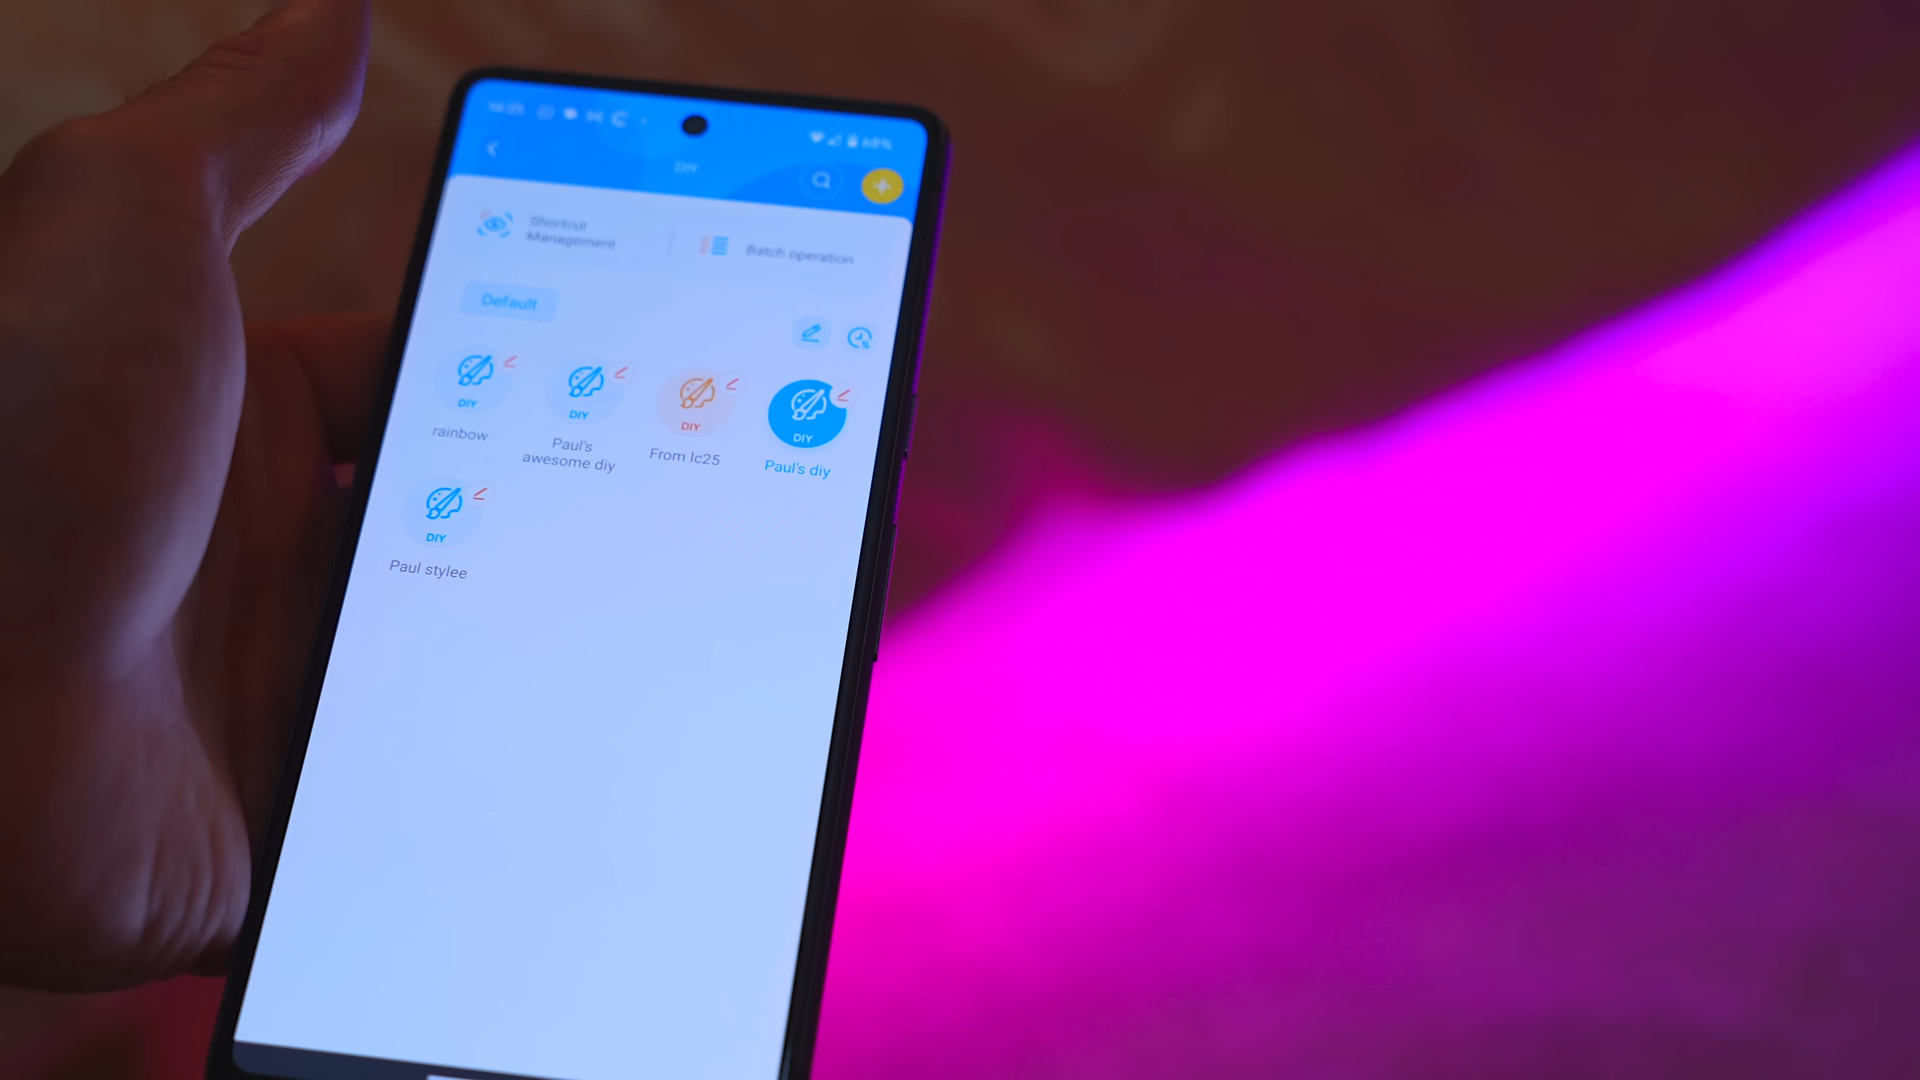 DIY
Shortcut
Management
Batch operation
Default
DIY
DIY
DIY
DIY
rainbow
Paul's
awesome diy
From lc25
Paul's diy
DIY
Paul stylee